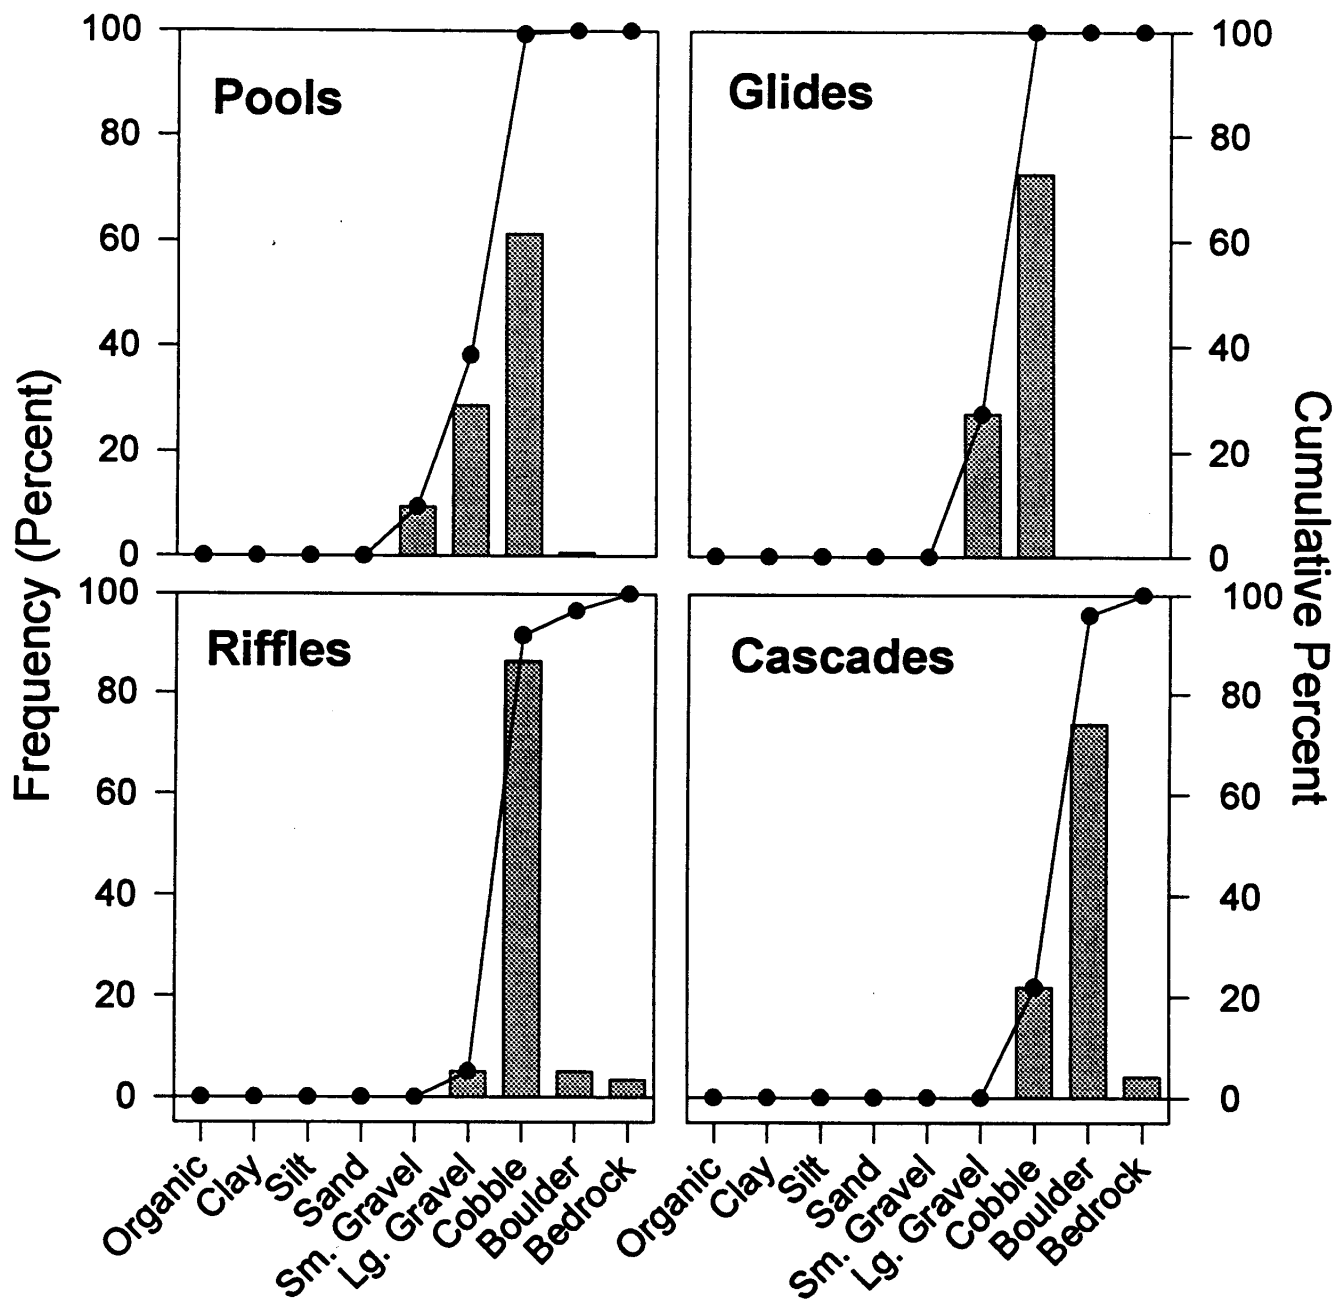 Frequency (Percent)
Cumulative Percent
Pools
100
80
60
40
20
0
Glides
100
80
60
40
20
0
Riffles
100
80
60
40
20
0
Cascades
100
80
60
40
20
0
Organic
Clay
Silt
Sand
Sm. Gravel
Lg. Gravel
Cobble
Boulder
Bedrock
Organic
Clay
Silt
Sand
Sm. Gravel
Lg. Gravel
Cobble
Boulder
Bedrock